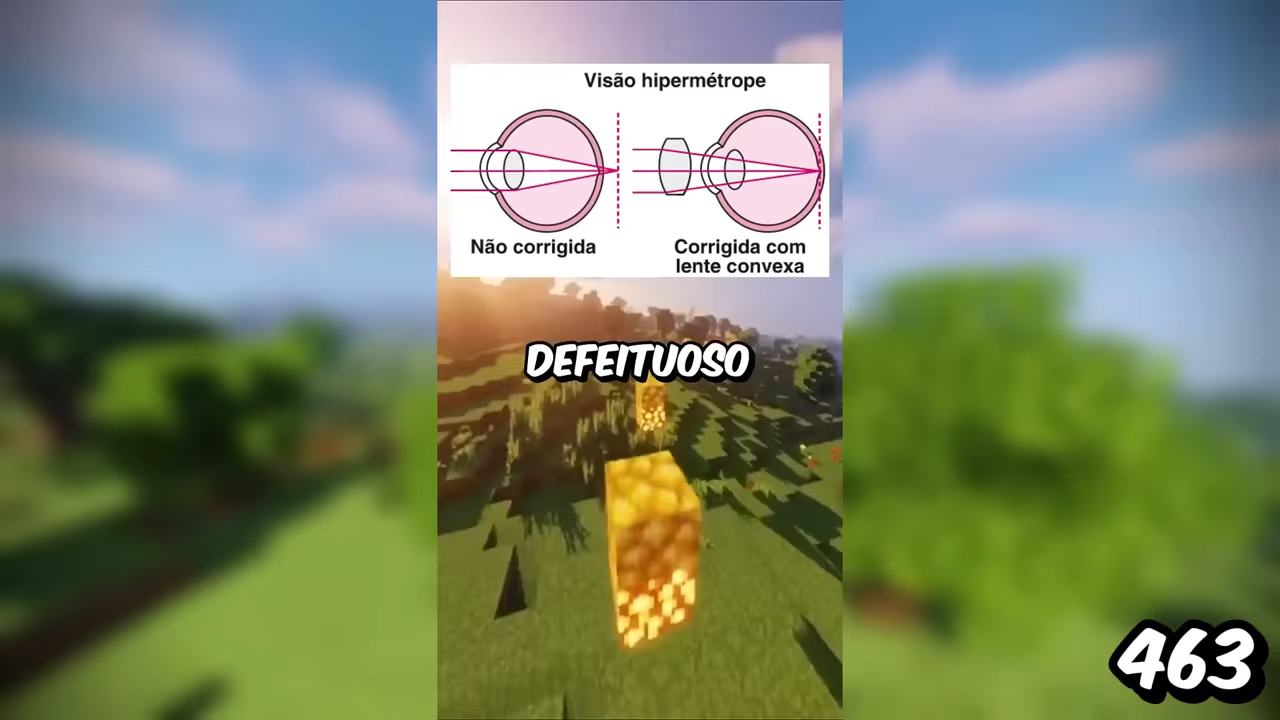 Visão hipermétrope
Não corrigida
Corrigida com
lente convexa
DEFEITUOSO
463